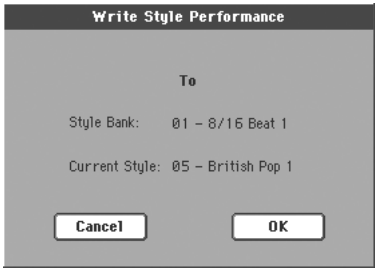 Write Style Performance
To
Style Bank: 01 - 8/16 Beat 1
Current Style: 05 - British Pop 1
Cancel OK